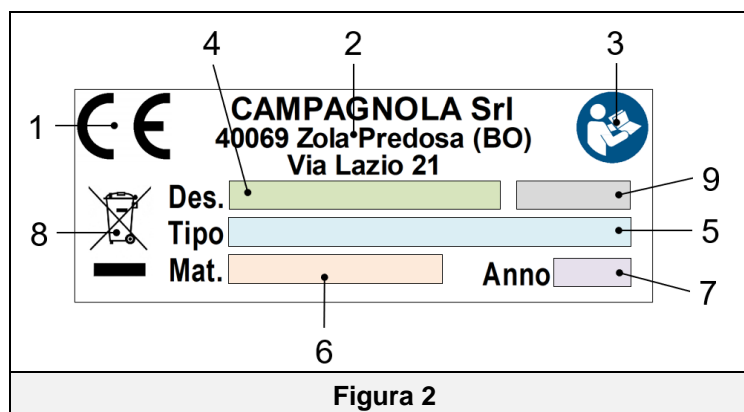 4
2
3
1
CE
CAMPAGNOLA Srl
40069 Zola Predosa (BO)
Via Lazio 21
Des.
9
8
Tipo
5
Mat.
Anno
7
6
Figura 2